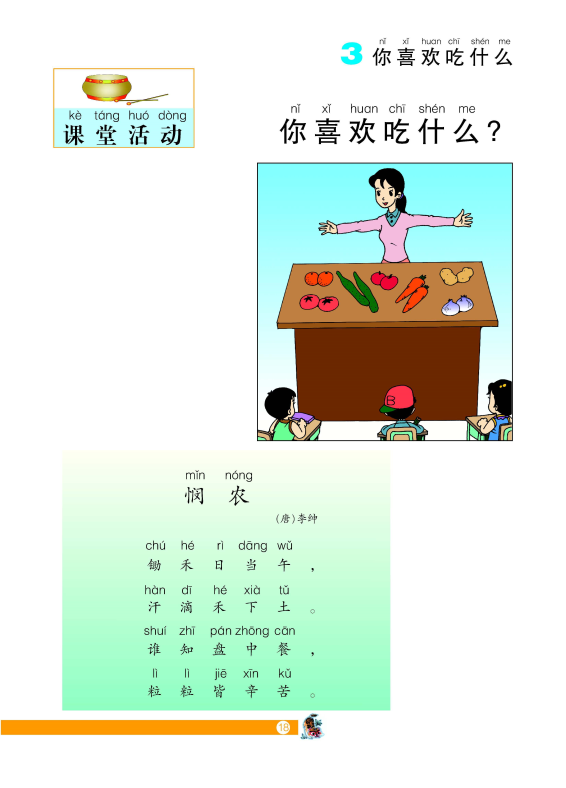 nǐ xǐ huan chī shén me
3 你喜欢吃什么
kè táng huó dòng
课堂活动
nǐ xǐ huan chī shén me
你喜欢吃什么?
B
mǐn nóng
悯 农
(唐)李绅
chú hé rì dāng wǔ
锄 禾 日 当 午 ,
hàn dī hé xià tǔ
汗 滴 禾 下 土 。
shuí zhī pán zhōng cān
谁 知 盘 中 餐 ,
lì lì jiē xīn kǔ
粒 粒 皆 辛 苦 。
18